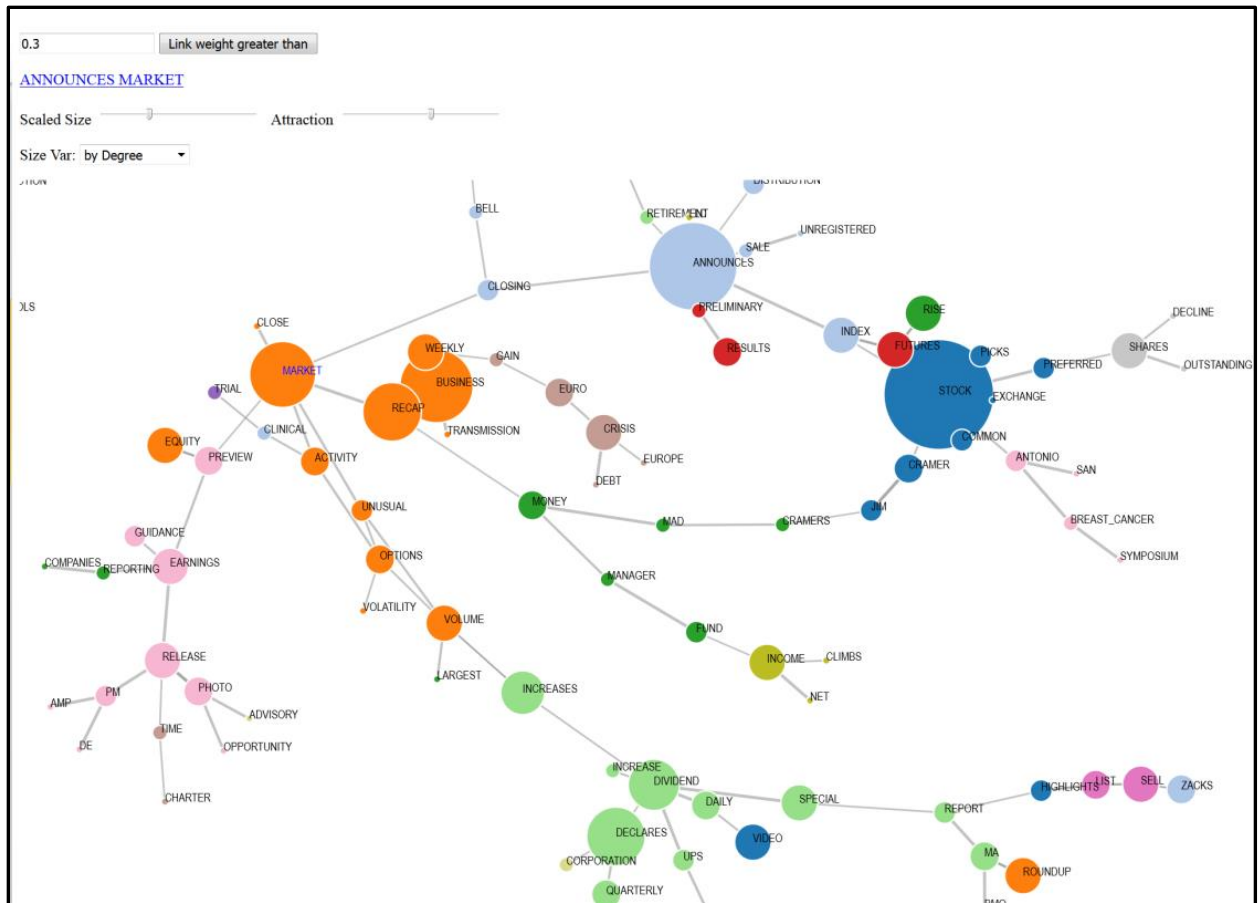 0.3 Link weight greater than
ANNOUNCES MARKET
Scaled Size Attraction
Size Var: by Degree
DISTRIBUTION
BELL
RETIREMENT
UNREGISTERED
SALE
ANNOUNCES
CLOSING
OLS
PRELIMINARY
RISE
DECLINE
CLOSE
INDEX
FUTURES
SHARES
WEEKLY
GAIN
RESULTS
PICKS
PREFERRED
OUTSTANDING
MARKET
BUSINESS
TRIAL
EURO
STOCK
EXCHANGE
RECAP
CLINICAL
TRANSMISSION
CRISIS
COMMON
EQUITY
PREVIEW
ACTIVITY
EUROPE
CRAMER
ANTONIO
SAN
DEBT
UNUSUAL
MONEY
JIM
MAD
CRAMERS
BREAST_CANCER
GUIDANCE
COMPANIES
REPORTING
EARNINGS
OPTIONS
SYMPOSIUM
MANAGER
VOLATILITY
VOLUME
FUND
RELEASE
INCOME
CLIMBS
LARGEST
PM
PHOTO
INCREASES
AMP
NET
ADVISORY
TIME
DE
OPPORTUNITY
INCREASE
DIVIDEND
HIGHLIGHTS
LIST
SELL
ZACKS
CHARTER
DAILY
SPECIAL
REPORT
DECLARES
VIDEO
CORPORATION
UPS
MA
ROUNDUP
QUARTERLY